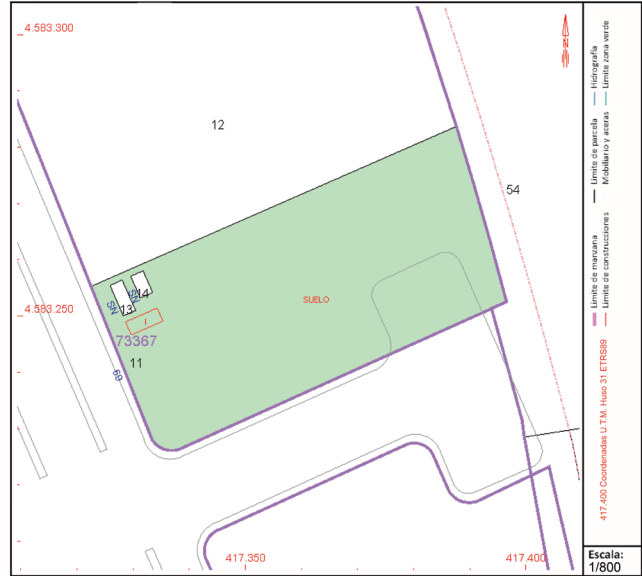 4.583.300
12
54
SUELO
SN
SN
14
13
4.583.250
I
73367
11
69
417.350
417.400
Hidrografía
Límite zona verde
Límite de parcela
Mobiliario y aceras
Límite de manzana
Límite de construcciones
417.400 Coordenadas U.T.M. Huso 31 ETRS89
Escala:
1/800